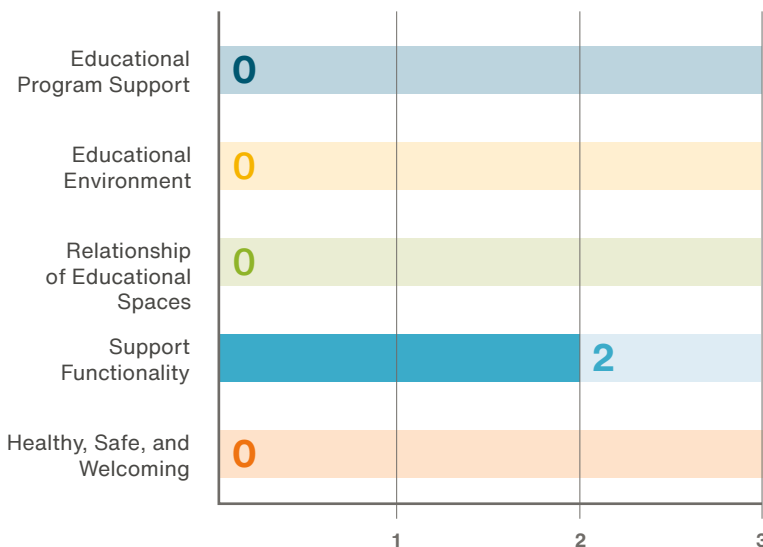 Educational
Program Support
0
Educational
Environment
0
Relationship
of Educational
Spaces
0
Support
Functionality
2
Healthy, Safe, and
Welcoming
0
1
2
3